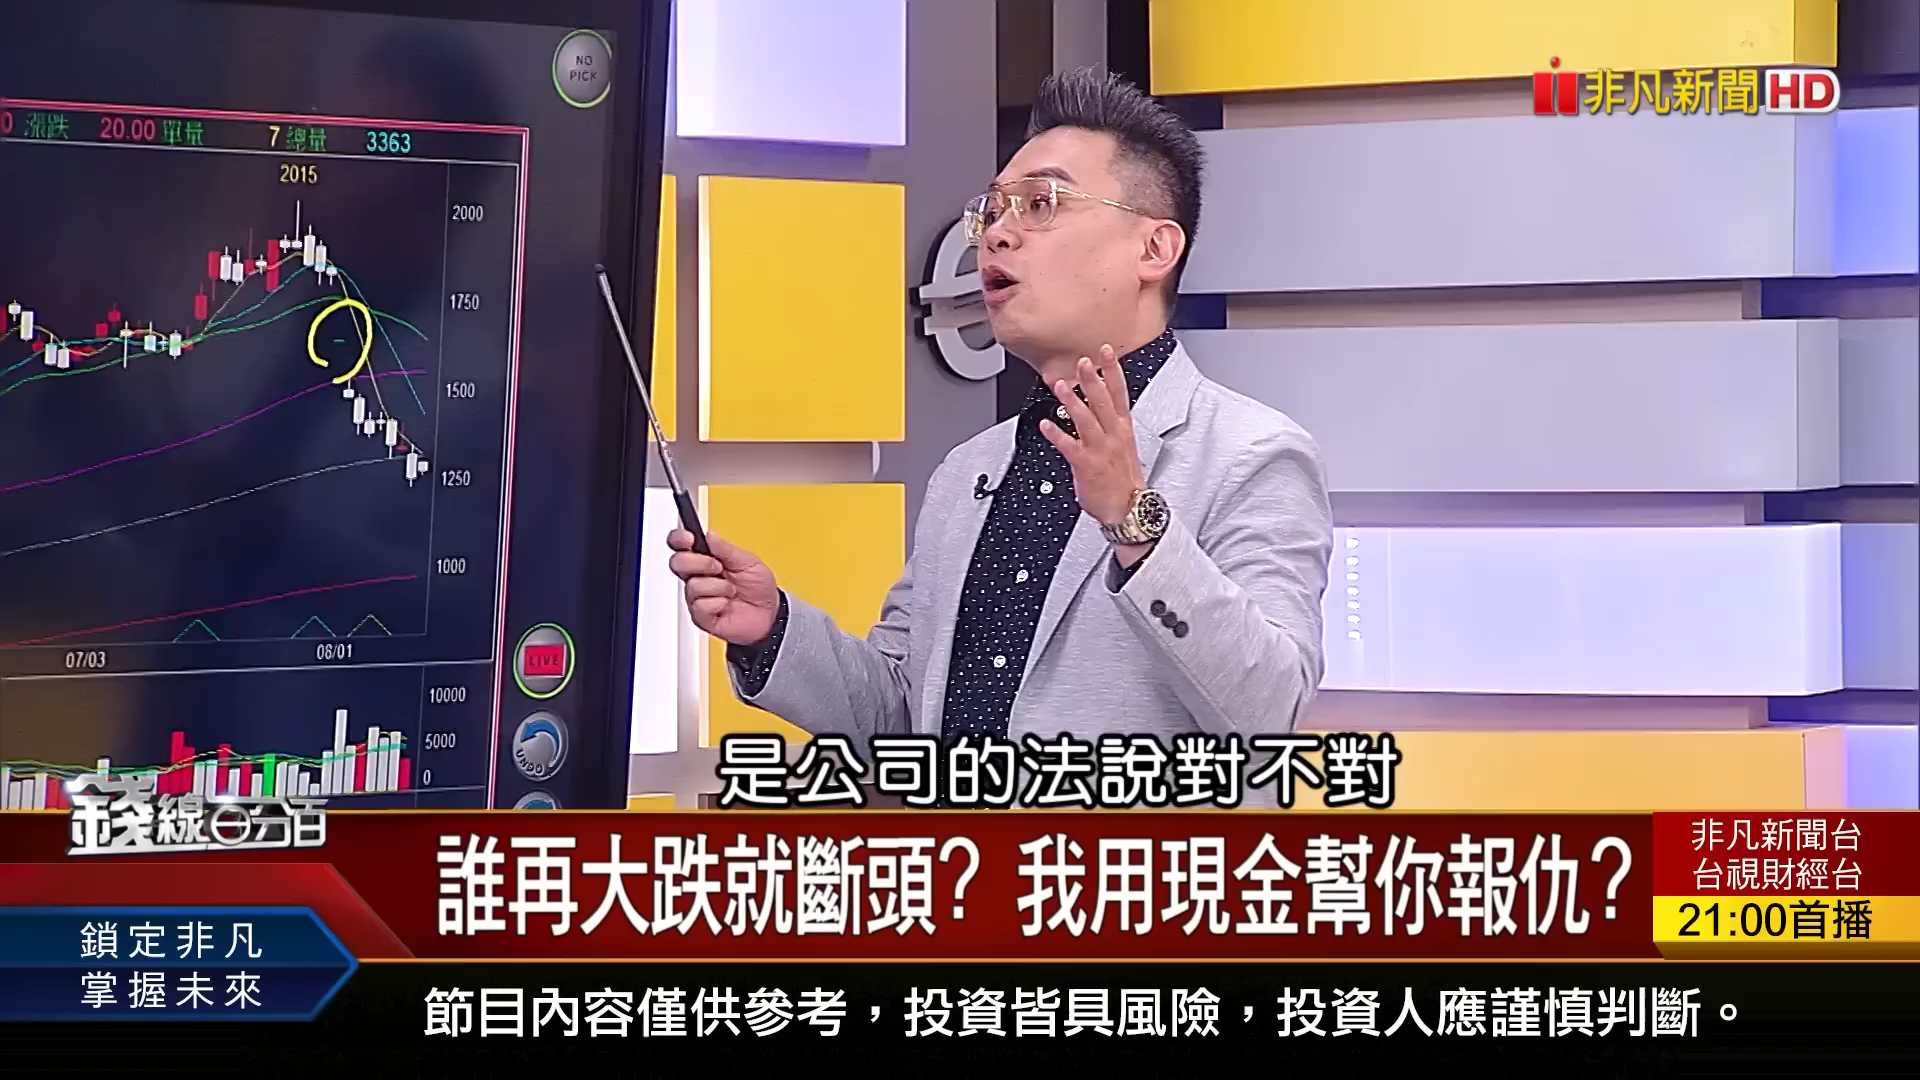 NO
PICK
非凡新聞HD
0 漲跌 20.00 單量 7 總量 3363
2015
2000
1750
1500
1250
1000
07/03 08/01
LIVE
10000
5000
0
是公司的法說對不對
錢線百分百
誰再大跌就斷頭? 我用現金幫你報仇?
非凡新聞台
台視財經台
21:00首播
鎖定非凡
掌握未來
節目內容僅供參考，投資皆具風險，投資人應謹慎判斷。